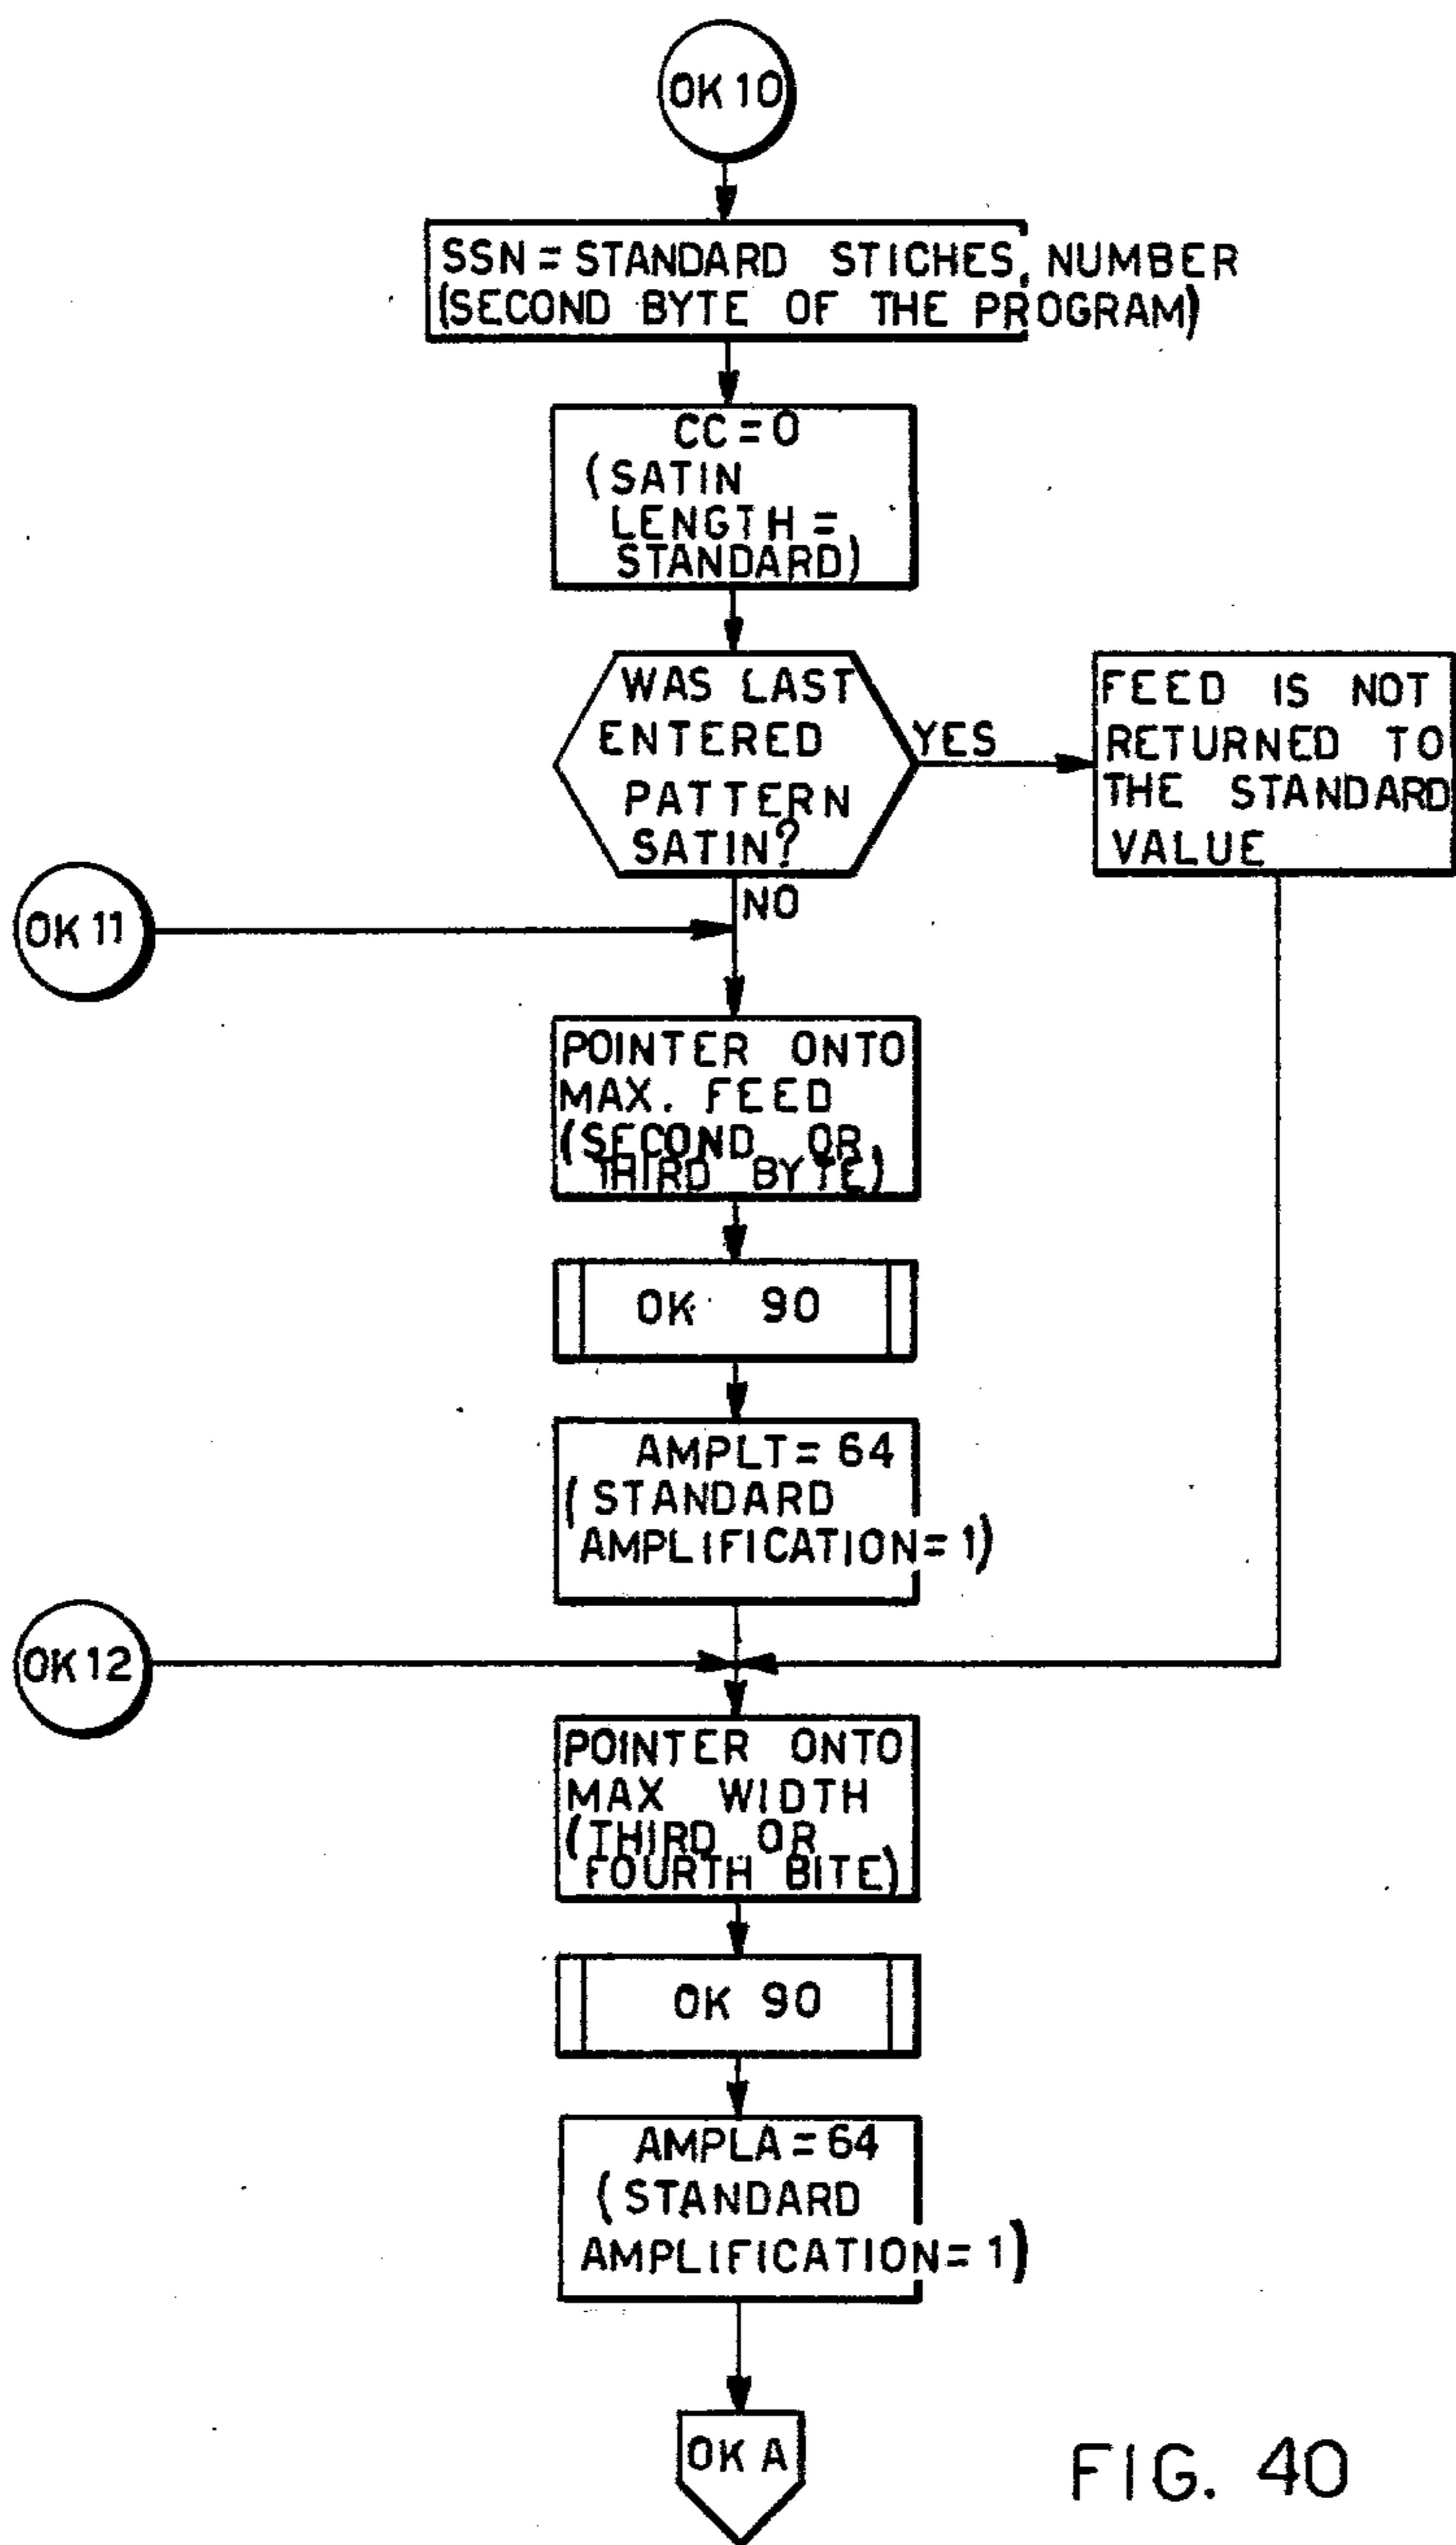 OK 10
SSN = STANDARD STICHES, NUMBER
(SECOND BYTE OF THE PROGRAM)
CC = 0
(SATIN
LENGTH =
STANDARD)
WAS LAST
ENTERED
PATTERN
SATIN?
YES
FEED IS NOT
RETURNED TO
THE STANDARD
VALUE
NO
OK 11
POINTER ONTO
MAX. FEED
(SECOND OR
THIRD BYTE)
OK 90
AMPLT = 64
(STANDARD
AMPLIFICATION = 1)
OK 12
POINTER ONTO
MAX WIDTH
(THIRD OR
FOURTH BITE)
OK 90
AMPLA = 64
(STANDARD
AMPLIFICATION = 1)
OK A
FIG. 40